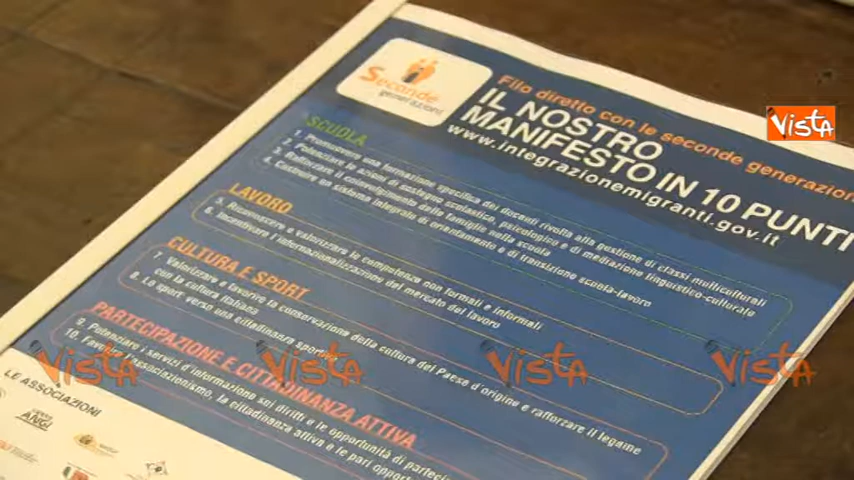 Seconde
generazioni
Filo diretto con le seconde generazioni
IL NOSTRO
MANIFESTO IN 10 PUNTI
www.integrazionemigranti.gov.it
VISTA
SCUOLA
1. Promuovere una formazione specifica dei docenti rivolta alla gestione di classi multiculturali
2. Potenziare le azioni di sostegno scolastico, psicologico e di mediazione linguistico-culturale
3. Rafforzare il coinvolgimento delle famiglie nella scuola
4. Costruire un sistema integrato di orientamento e di transizione scuola-lavoro
LAVORO
5. Riconoscere e valorizzare le competenze non formali e informali
6. Incentivare l'internazionalizzazione del mercato del lavoro
CULTURA E SPORT
7. Valorizzare e favorire la conservazione della cultura del Paese d'origine e rafforzare il legame
con la cultura italiana
8. Lo sport verso una cittadinanza sportiva
PARTECIPAZIONE E CITTADINANZA ATTIVA
9. Potenziare i servizi d'informazione sui diritti e le opportunità di partecip
10. Favorire l'associazionismo, la cittadinanza attiva e le pari opport
VISTA VISTA VISTA VISTA
LE ASSOCIAZIONI
ANGI